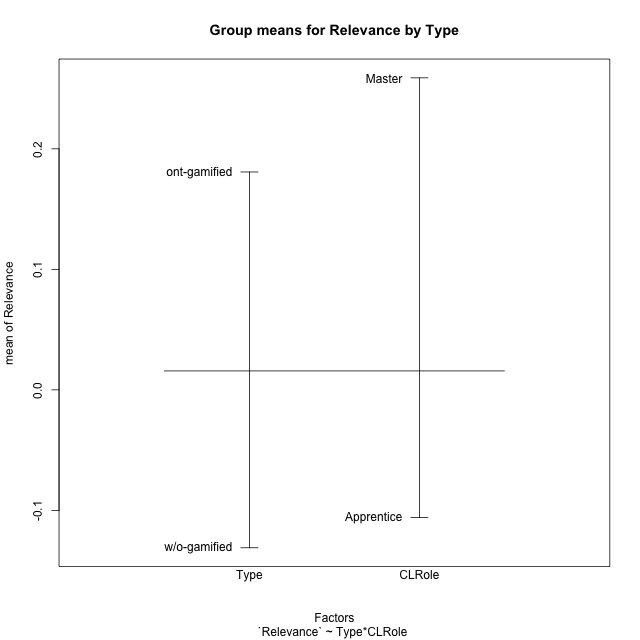 Group means for Relevance by Type
mean of Relevance
0.2
0.1
0.0
-0.1
Master
ont-gamified
Apprentice
w/o-gamified
Type
CLRole
Factors
`Relevance` ~ Type*CLRole